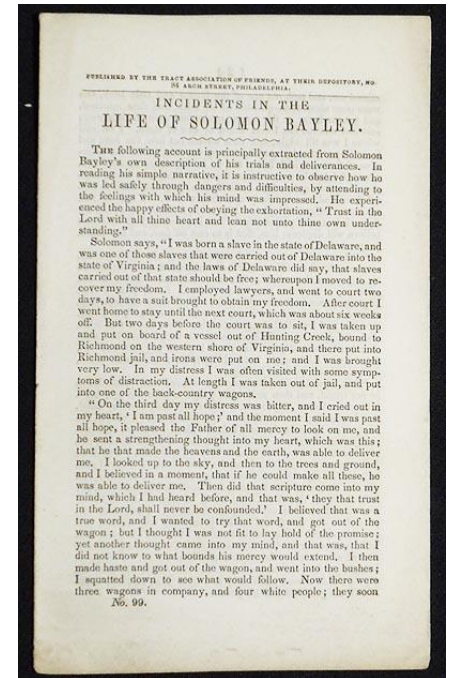 PUBLISHED BY THE TRACT ASSOCIATION OF FRIENDS, AT THEIR DEPOSITORY, NO.
84 ARCH STREET, PHILADELPHIA.
INCIDENTS IN THE
LIFE OF SOLOMON BAYLEY.
THE following account is principally extracted from Solomon
Bayley's own description of his trials and deliverances. In
reading his simple narrative, it is instructive to observe how he
was led safely through dangers and difficulties, by attending to
the feelings with which his mind was impressed. He experi-
enced the happy effects of obeying the exhortation, "Trust in the
Lord with all thine heart and lean not unto thine own under-
standing."
Solomon says, "I was born a slave in the state of Delaware, and
was one of those slaves that were carried out of Delaware into the
state of Virginia; and the laws of Delaware did say, that slaves
carried out of that state should be free; whereupon I moved to re-
cover my freedom. I employed lawyers, and went to court two
days, to have a suit brought to obtain my freedom. After court I
went home to stay until the next court, which was about six weeks
off. But two days before the court was to sit, I was taken up
and put on board of a vessel out of Hunting Creek, bound to
Richmond on the western shore of Virginia, and there put into
Richmond jail, and irons were put on me; and I was brought
very low. In my distress I was often visited with some symp-
toms of distraction. At length I was taken out of jail, and put
into one of the back-country wagons.
"On the third day my distress was bitter, and I cried out in
my heart, 'I am past all hope;' and the moment I said I was past
all hope, it pleased the Father of all mercy to look on me, and
he sent a strengthening thought into my heart, which was this;
that he that made the heavens and the earth, was able to deliver
me. I looked up to the sky, and then to the trees and ground,
and I believed in a moment, that if he could make all these, he
was able to deliver me. Then did that scripture come into my
mind, which I had heard before, and that was, 'they that trust
in the Lord, shall never be confounded.' I believed that was a
true word, and I wanted to try that word, and got out of the
wagon; but I thought I was not fit to lay hold of the promise;
yet another thought came into my mind, and that was, that I
did not know to what bounds his mercy would extend. I then
made haste and got out of the wagon, and went into the bushes;
I squatted down to see what would follow. Now there were
three wagons in company, and four white people; they soon
No. 99.